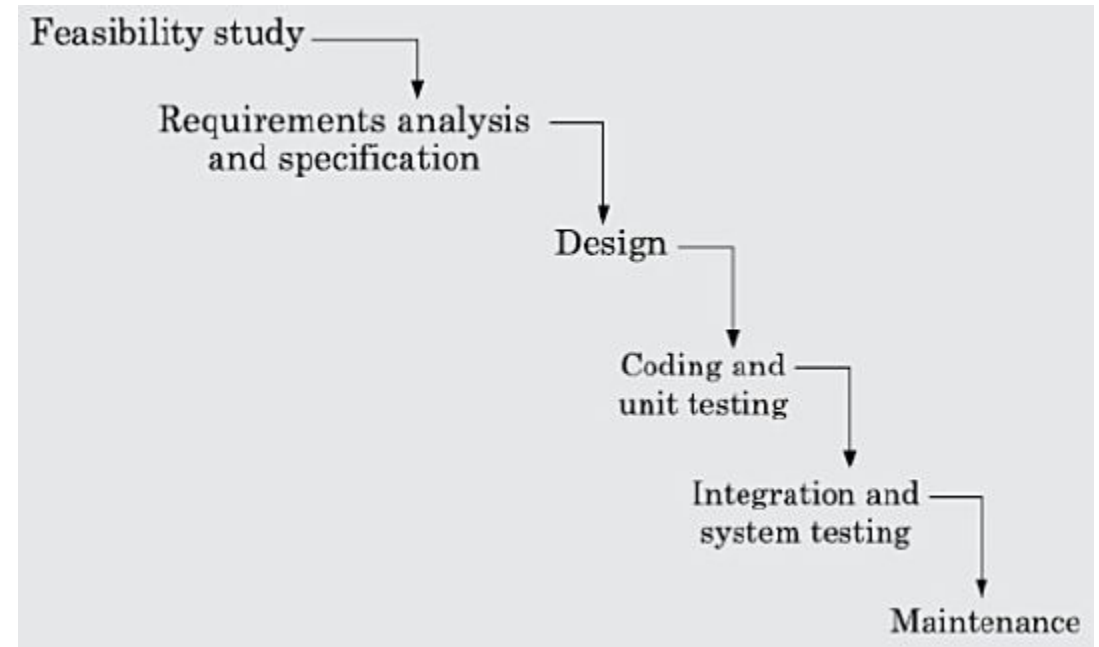 Feasibility study
Requirements analysis
and specification
Design
Coding and
unit testing
Integration and
system testing
Maintenance